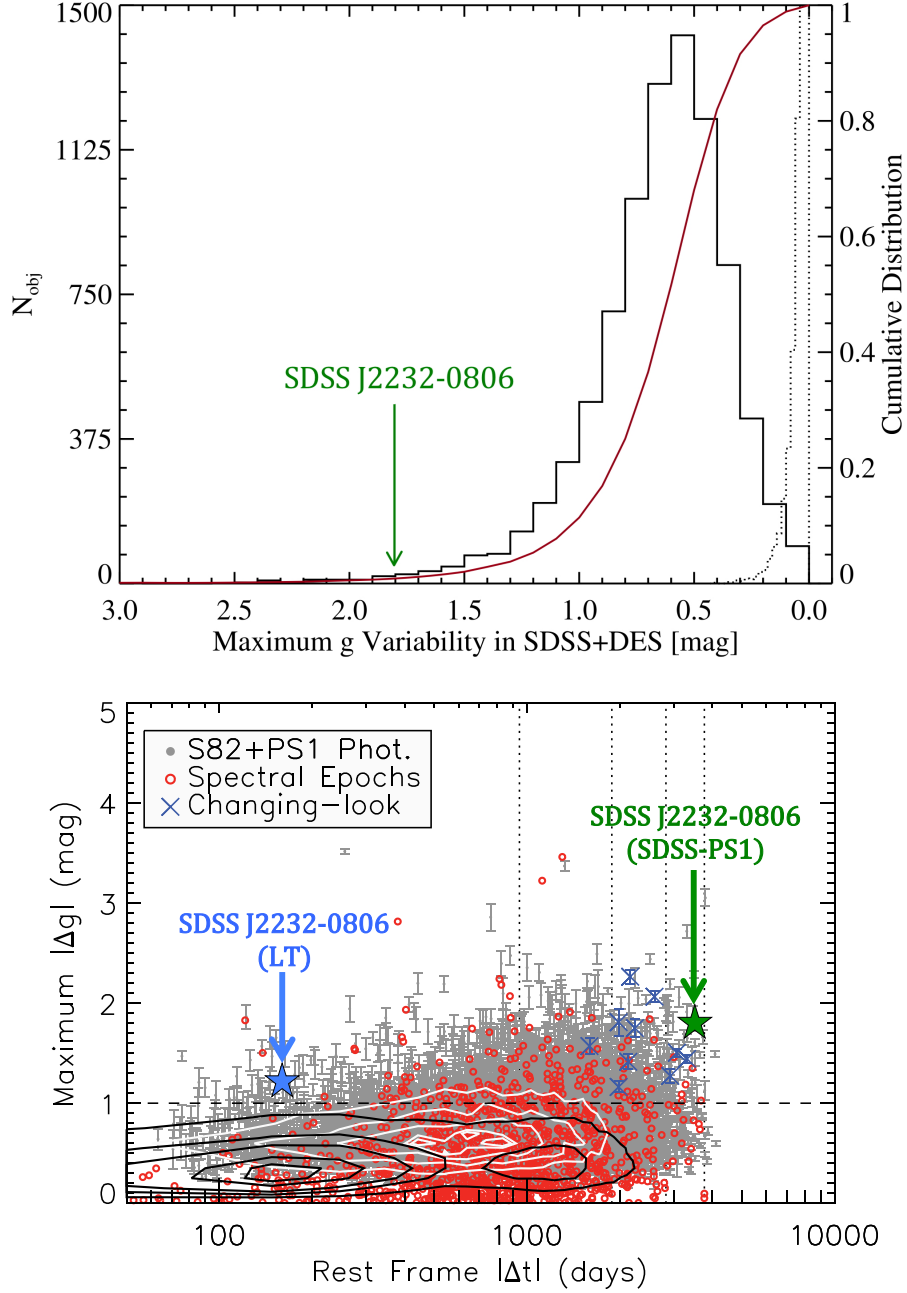 1500
1125
750
375
0
1
0.8
0.6
0.4
0.2
0
N_obj
Cumulative Distribution
SDSS J2232-0806
3.0 2.5 2.0 1.5 1.0 0.5 0.0
Maximum g Variability in SDSS+DES [mag]
5
4
3
2
1
0
Maximum |Δg| (mag)
S82+PS1 Phot.
Spectral Epochs
Changing-look
SDSS J2232-0806
(SDSS-PS1)
SDSS J2232-0806
(LT)
100 1000 10000
Rest Frame |Δt| (days)